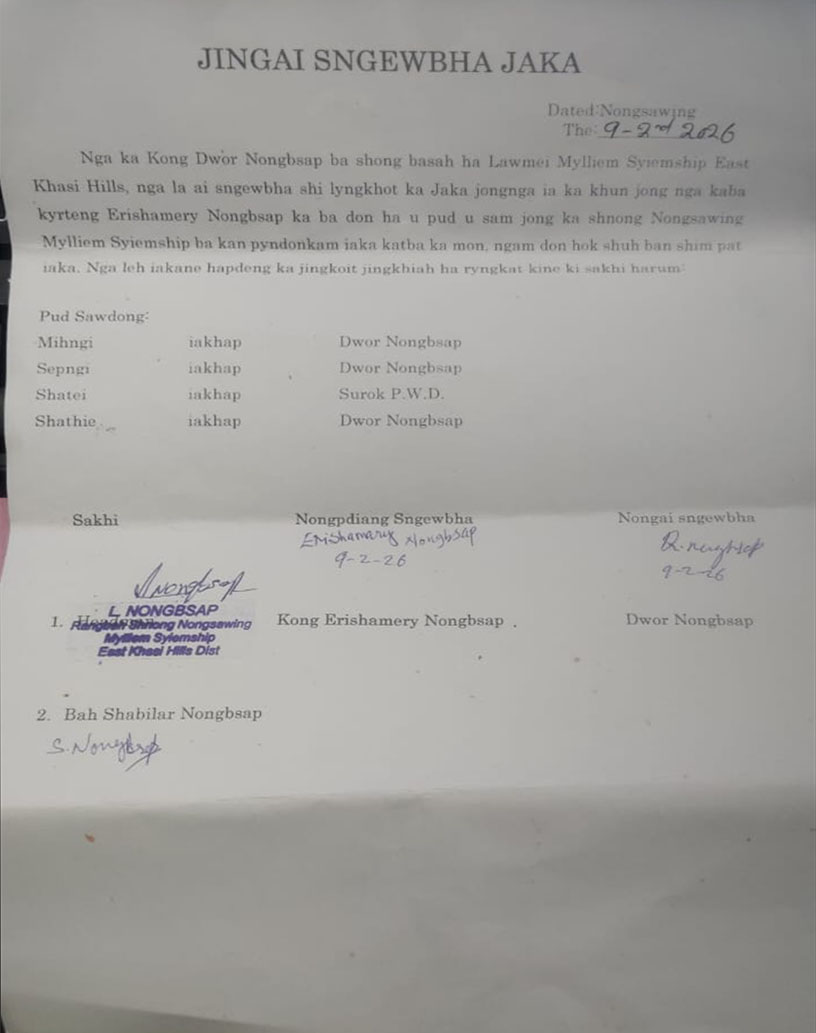 JINGAI SNGEWBHA JAKA
Dated:Nongsawing
The: 9-2nd 2026
Nga ka Kong Dwor Nongbsap ba shong basah ha Lawmei Mylliem Syiemship East
Khasi Hills, nga la ai sngewbha shi lyngkhot ka Jaka jongnga ia ka khun jong nga kaba
kyrteng Erishamery Nongbsap ka ba don ha u pud u sam jong ka shnong Nongsawing
Mylliem Syiemship ba kan pyndonkam iaka katba ka mon, ngam don hok shuh ban shim pat
iaka. Nga leh iakane hapdeng ka jingkoit jingkhiah ha ryngkat kine ki sakhi harum:
Pud Sawdong:
Mihngi iakhap Dwor Nongbsap
Sepngi iakhap Dwor Nongbsap
Shatei iakhap Surok P.W.D.
Shathie iakhap Dwor Nongbsap
Sakhi Nongpdiang Sngewbha Nongai sngewbha
Erishamery Nongbsap
9-2-26 9-2-26
L. NONGBSAP
1. Rangbah Shnong Nongsawing Kong Erishamery Nongbsap . Dwor Nongbsap
Mylliem Syiemship
East Khasi Hills Dist
2. Bah Shabilar Nongbsap
S. Nongbsap